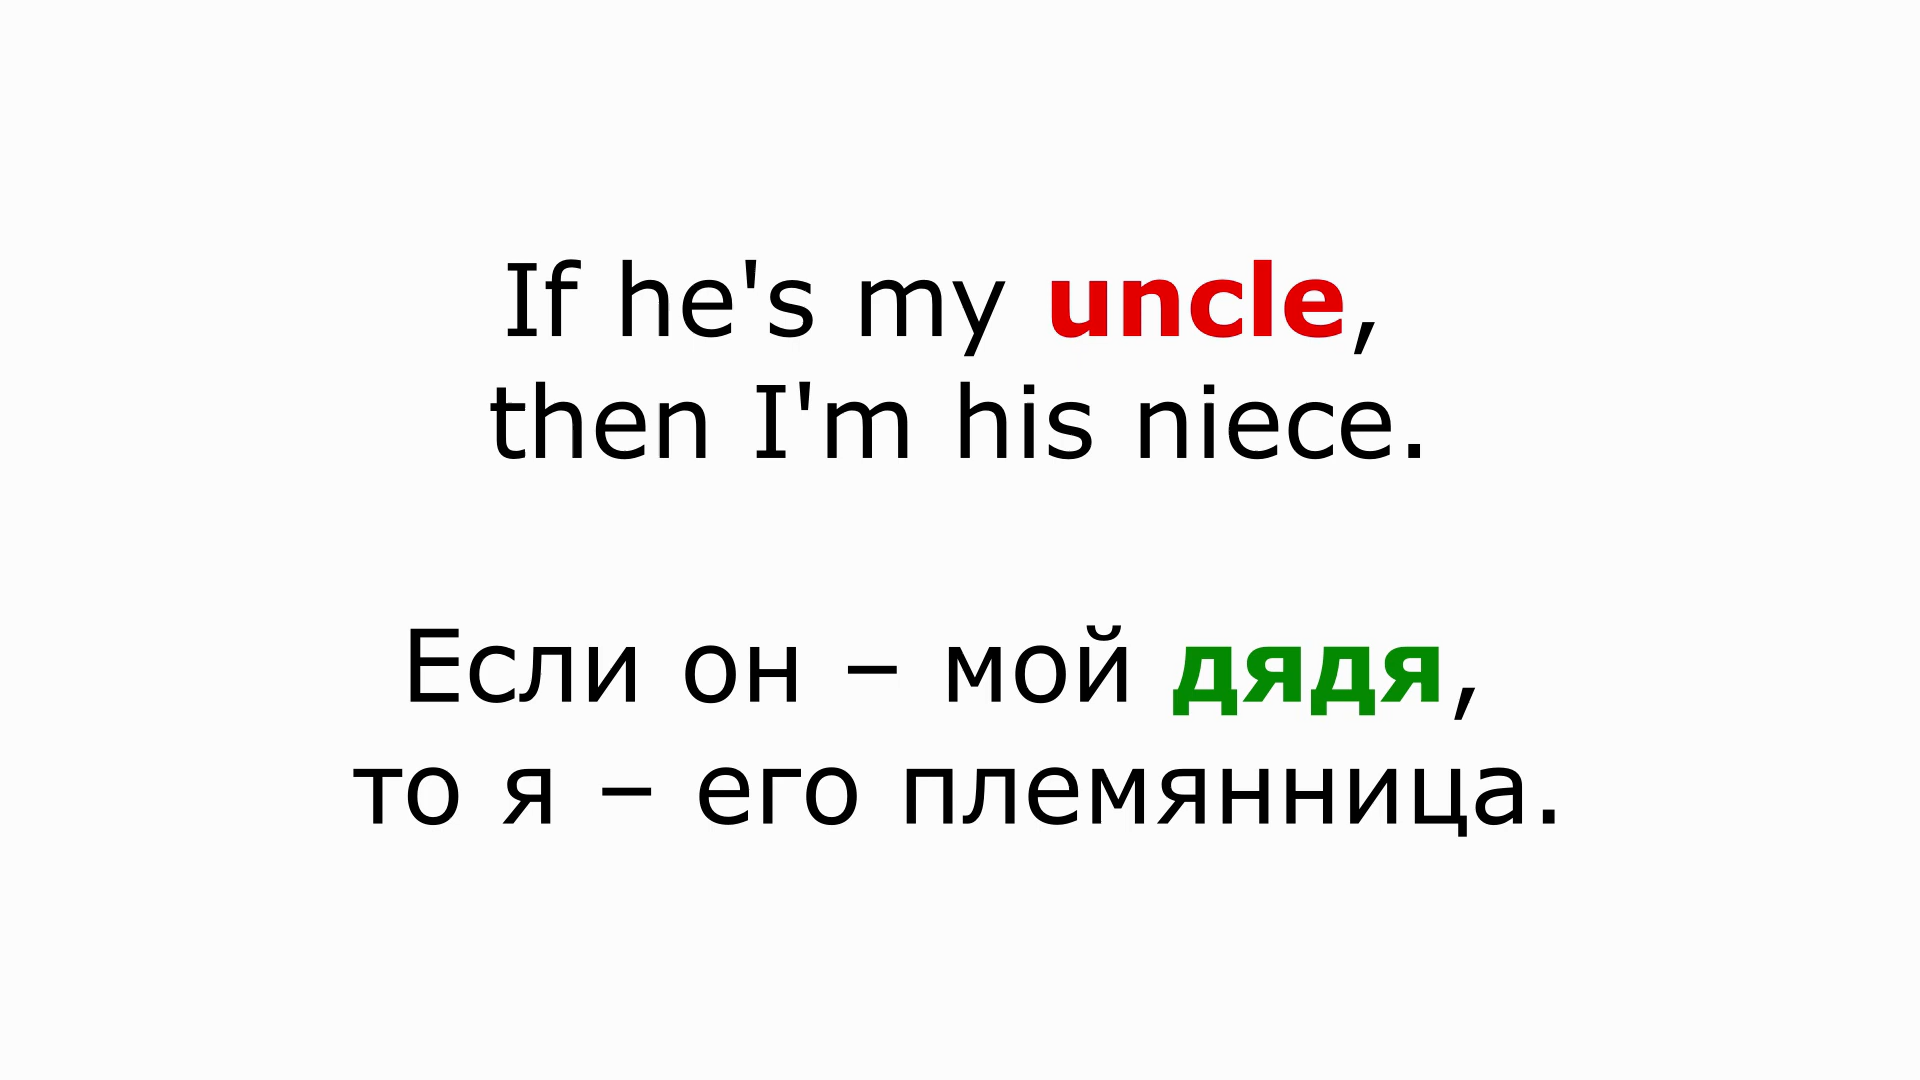 If he's my uncle,
then I'm his niece.
Если он – мой дядя,
то я – его племянница.